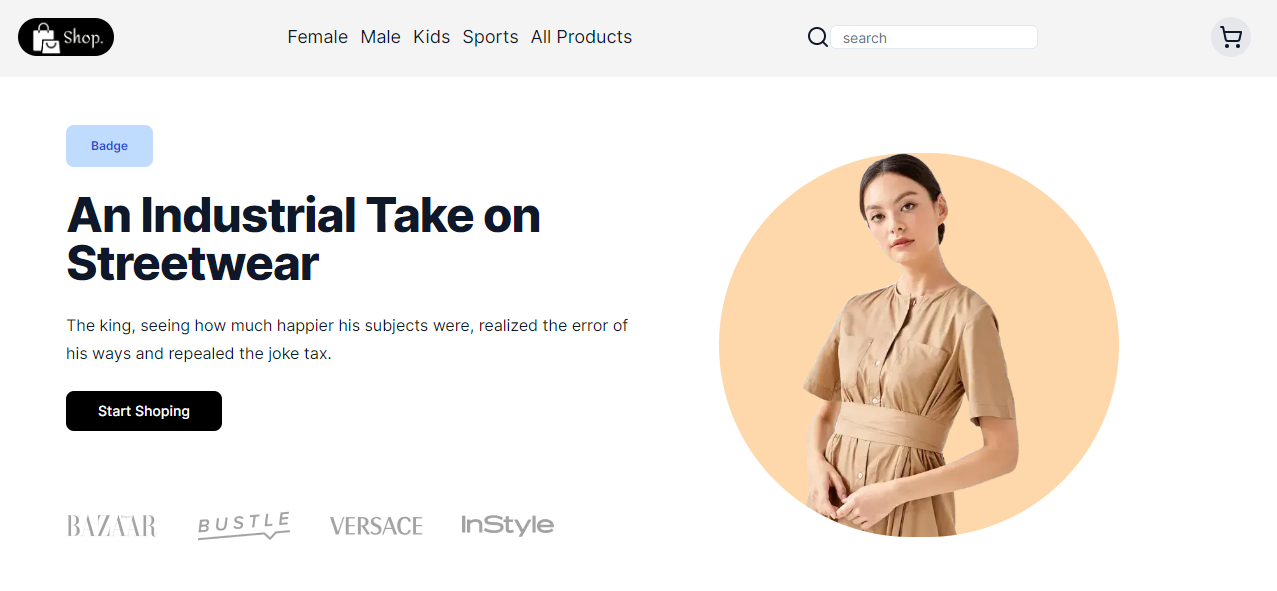 Shop.
Female Male Kids Sports All Products
search
Badge
An Industrial Take on
Streetwear
The king, seeing how much happier his subjects were, realized the error of
his ways and repealed the joke tax.
Start Shoping
BAZAAR BUSTLE VERSACE InStyle